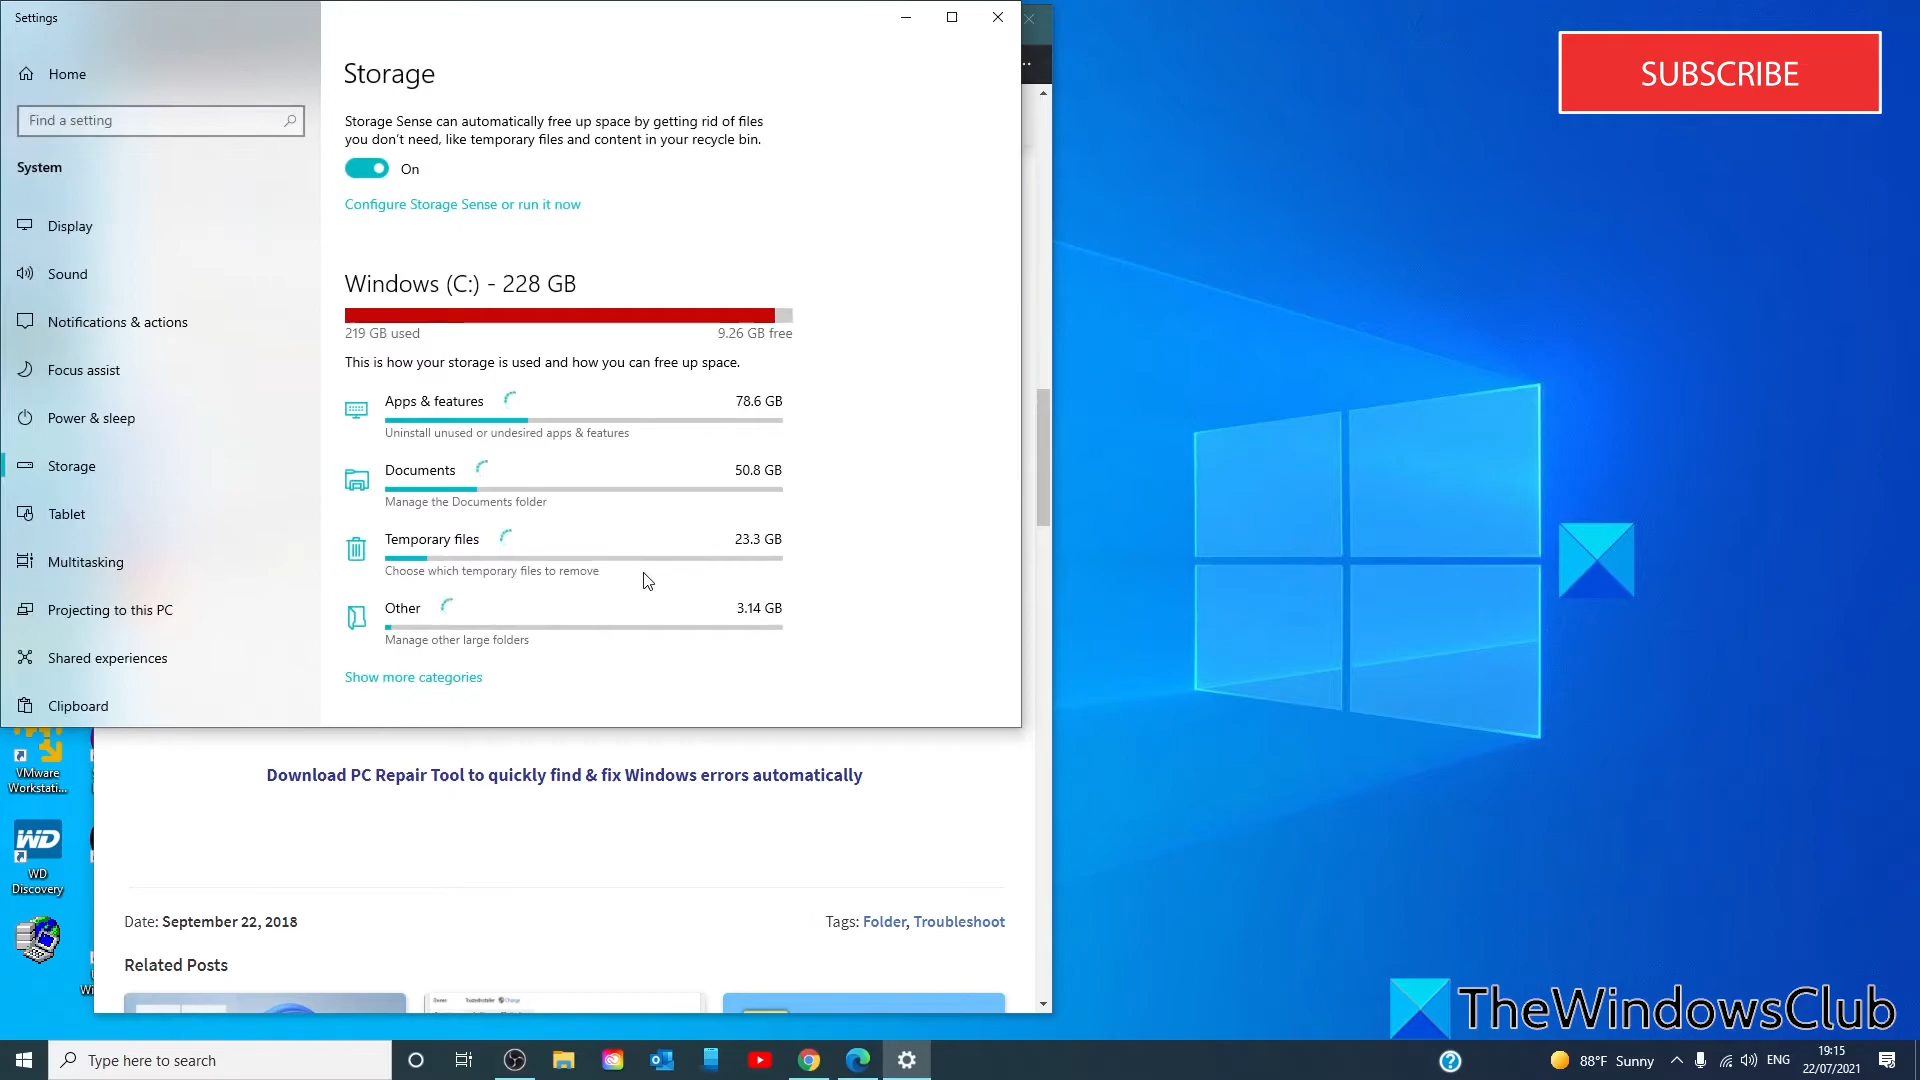 Settings
Home
Find a setting
System
Display
Sound
Notifications & actions
Focus assist
Power & sleep
Storage
Tablet
Multitasking
Projecting to this PC
Shared experiences
Clipboard
Storage
Storage Sense can automatically free up space by getting rid of files
you don't need, like temporary files and content in your recycle bin.
On
Configure Storage Sense or run it now
Windows (C:) - 228 GB
219 GB used 9.26 GB free
This is how your storage is used and how you can free up space.
Apps & features 78.6 GB
Uninstall unused or undesired apps & features
Documents 50.8 GB
Manage the Documents folder
Temporary files 23.3 GB
Choose which temporary files to remove
Other 3.14 GB
Manage other large folders
Show more categories
SUBSCRIBE
VMware
Workstati...
WD
WD
Discovery
Download PC Repair Tool to quickly find & fix Windows errors automatically
Date: September 22, 2018 Tags: Folder, Troubleshoot
Related Posts
Owner: TrustedInstaller Change
TheWindowsClub
Type here to search
88°F Sunny
ENG
19:15
22/07/2021